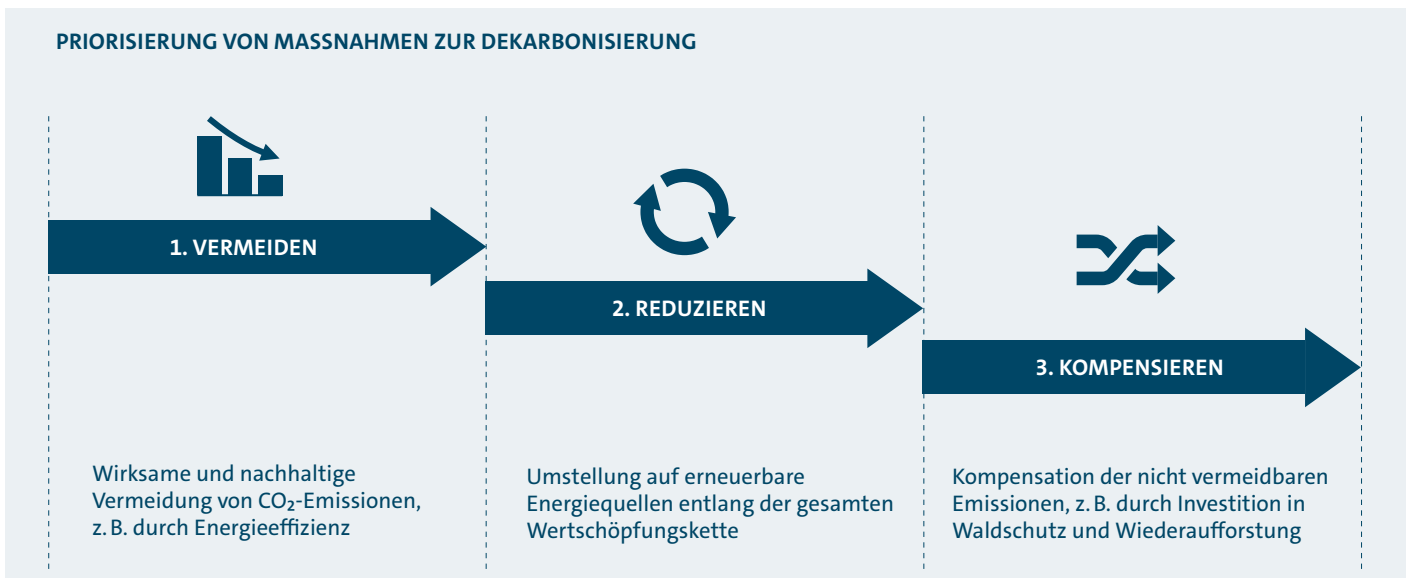 PRIORISIERUNG VON MASSNAHMEN ZUR DEKARBONISIERUNG
1. VERMEIDEN
2. REDUZIEREN
3. KOMPENSIEREN
Wirksame und nachhaltige
Vermeidung von CO₂-Emissionen,
z. B. durch Energieeffizienz
Umstellung auf erneuerbare
Energiequellen entlang der gesamten
Wertschöpfungskette
Kompensation der nicht vermeidbaren
Emissionen, z. B. durch Investition in
Waldschutz und Wiederaufforstung